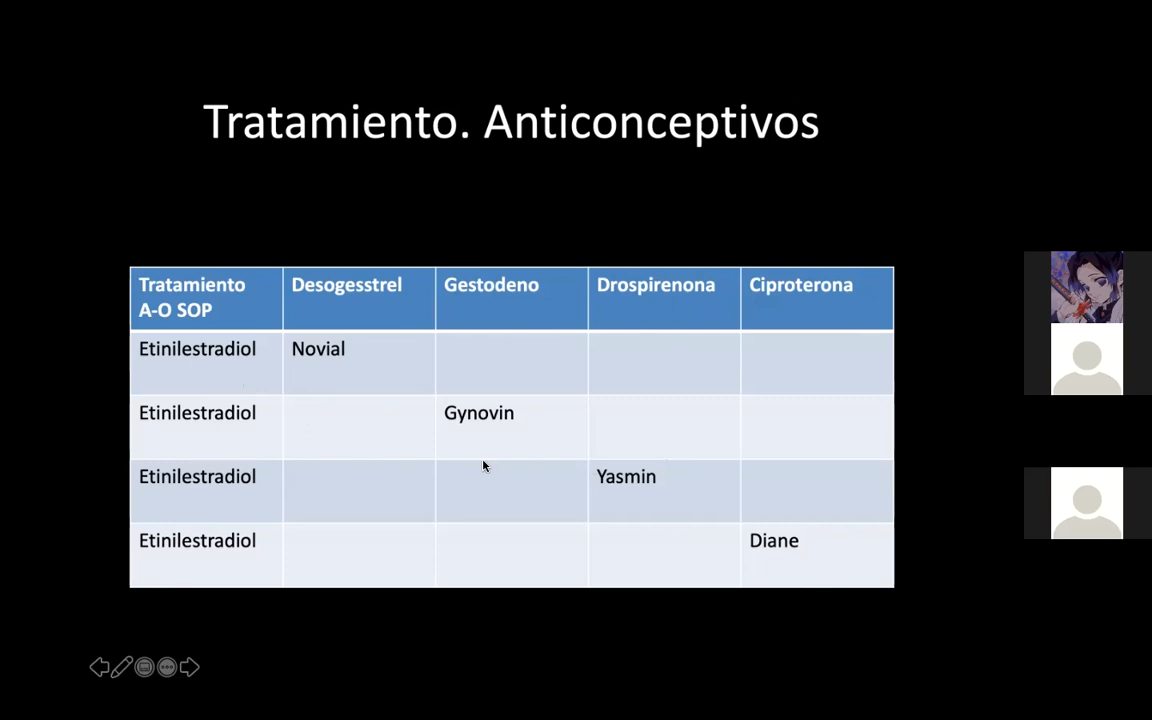 Tratamiento. Anticonceptivos
Tratamiento A-O SOP Desogesstrel Gestodeno Drospirenona Ciproterona
Etinilestradiol Novial
Etinilestradiol Gynovin
Etinilestradiol Yasmin
Etinilestradiol Diane